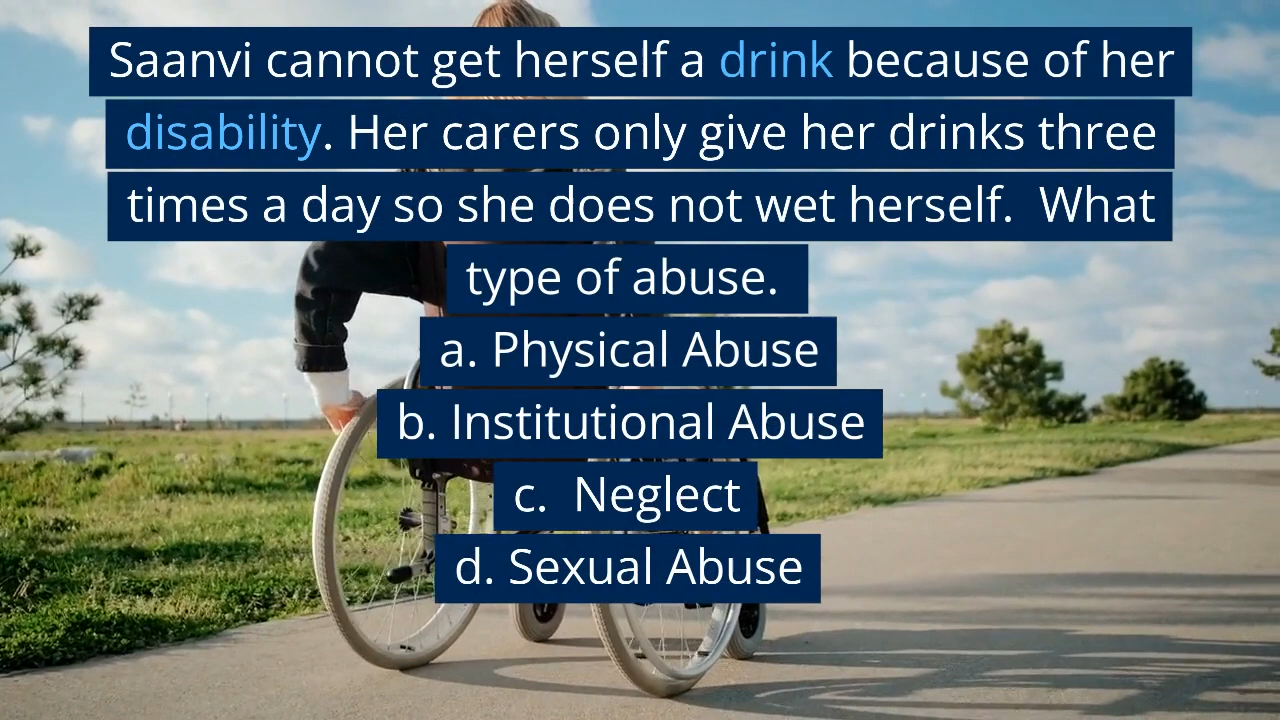 Saanvi cannot get herself a drink because of her
disability. Her carers only give her drinks three
times a day so she does not wet herself.  What
type of abuse.
a. Physical Abuse
b. Institutional Abuse
c.  Neglect
d. Sexual Abuse